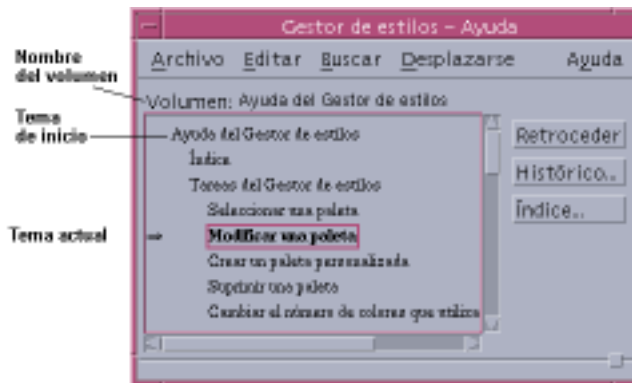 Gestor de estilos - Ayuda
Archivo Editar Buscar Desplazarse Ayuda
Nombre
del volumen
Volumen: Ayuda del Gestor de estilos
Tema
de inicio
Ayuda del Gestor de estilos
Retroceder
Índice
Histórico..
Tareas del Gestor de estilos
Seleccionar una paleta
Índice..
Tema actual
Modificar una paleta
Crear un paleta personalizada
Suprimir una paleta
Cambiar el número de colores que utiliza